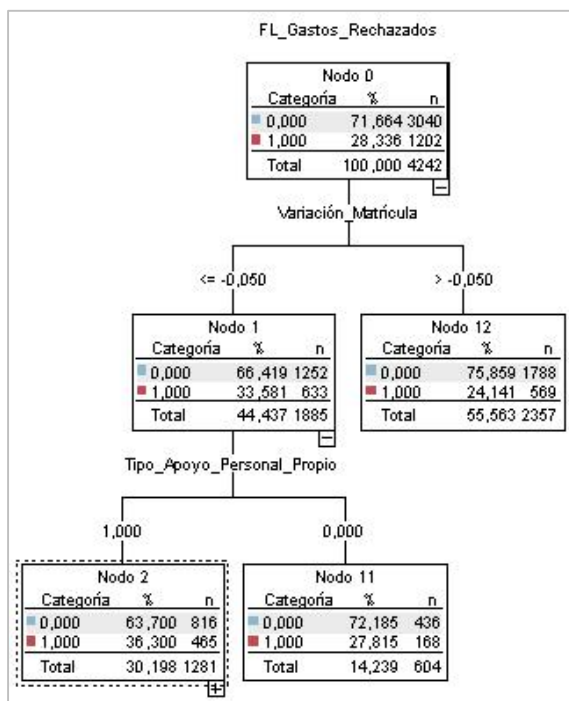 FL_Gastos_Rechazados
Nodo 0
Categoría % n
0,000 71,664 3040
1,000 28,336 1202
Total 100,000 4242
Variación_Matrícula
<= -0,050
> -0,050
Nodo 1
Categoría % n
0,000 66,419 1252
1,000 33,581 633
Total 44,437 1885
Nodo 12
Categoría % n
0,000 75,859 1788
1,000 24,141 569
Total 55,563 2357
Tipo_Apoyo_Personal_Propio
1,000
0,000
Nodo 2
Categoría % n
0,000 63,700 816
1,000 36,300 465
Total 30,198 1281
Nodo 11
Categoría % n
0,000 72,185 436
1,000 27,815 168
Total 14,239 604